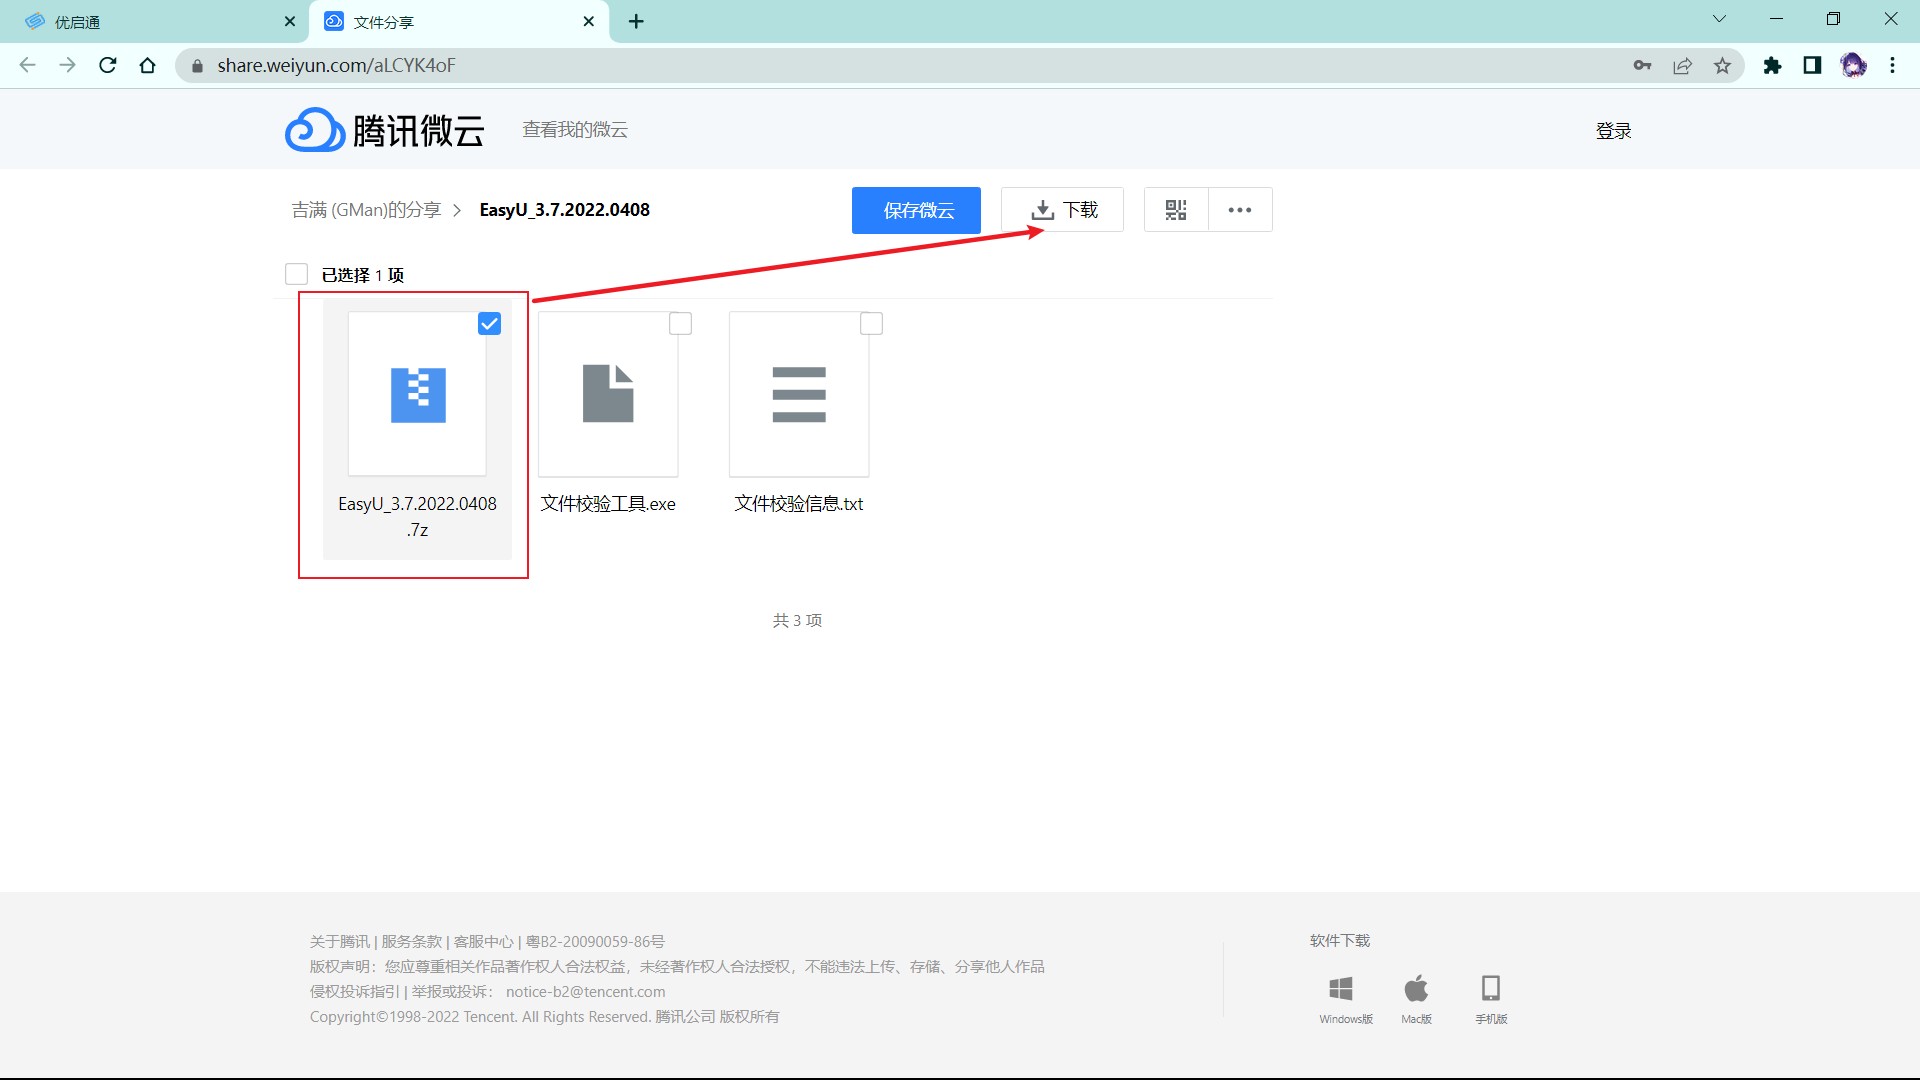 优启通
文件分享
share.weiyun.com/aLCYK4oF
腾讯微云
查看我的微云
登录
吉满 (GMan)的分享
EasyU_3.7.2022.0408
保存微云
下载
已选择 1 项
EasyU_3.7.2022.0408
.7z
文件校验工具.exe
文件校验信息.txt
共 3 项
关于腾讯 | 服务条款 | 客服中心 | 粤B2-20090059-86号
版权声明：您应尊重相关作品著作权人合法权益，未经著作权人合法授权，不能违法上传、存储、分享他人作品
侵权投诉指引 | 举报或投诉： notice-b2@tencent.com
Copyright©1998-2022 Tencent. All Rights Reserved. 腾讯公司 版权所有
软件下载
Windows版
Mac版
手机版